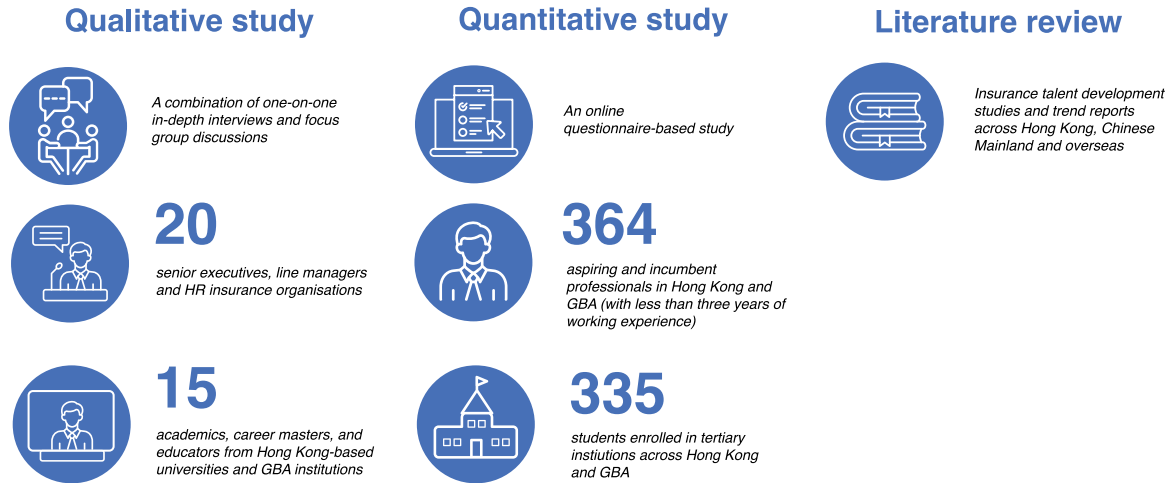 Qualitative study
A combination of one-on-one
in-depth interviews and focus
group discussions
20
senior executives, line managers
and HR insurance organisations
15
academics, career masters, and
educators from Hong Kong-based
universities and GBA institutions
Quantitative study
An online
questionnaire-based study
364
aspiring and incumbent
professionals in Hong Kong and
GBA (with less than three years of
working experience)
335
students enrolled in tertiary
instiutions across Hong Kong
and GBA
Literature review
Insurance talent development
studies and trend reports
across Hong Kong, Chinese
Mainland and overseas